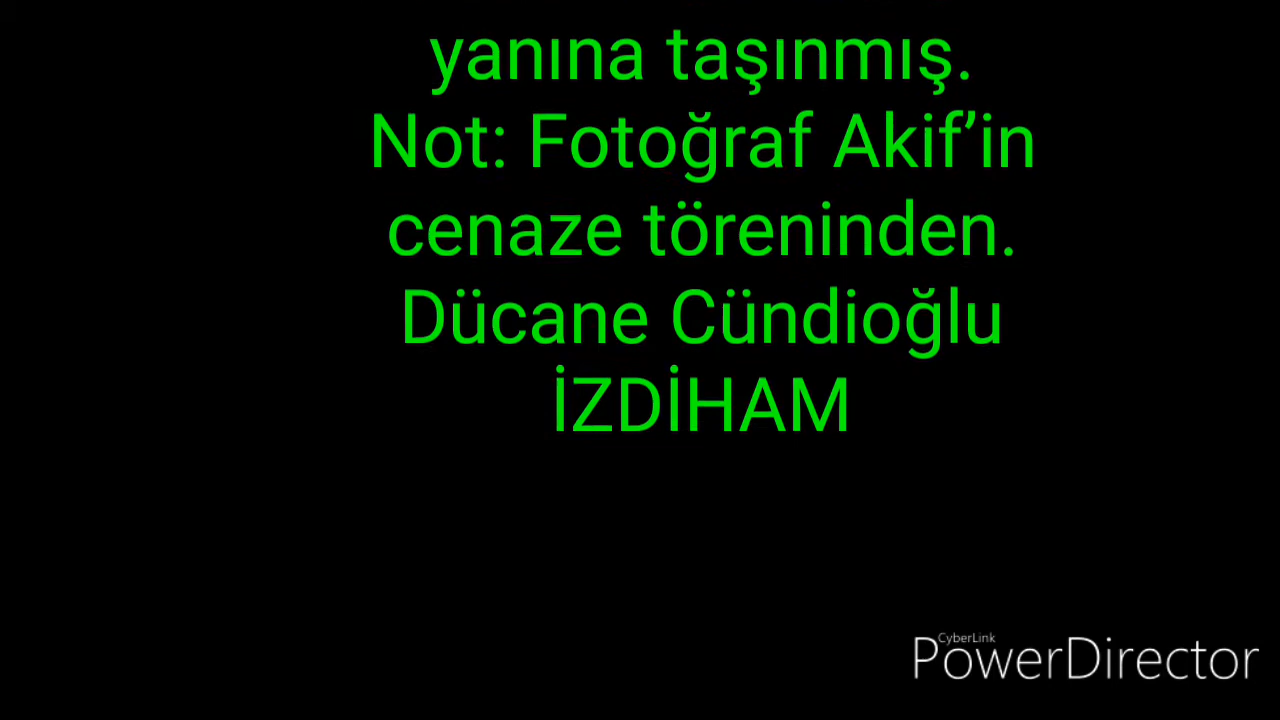 yanına taşınmış.
Not: Fotoğraf Akif’in
cenaze töreninden.
Dücane Cündioğlu
İZDİHAM
CyberLink
PowerDirector